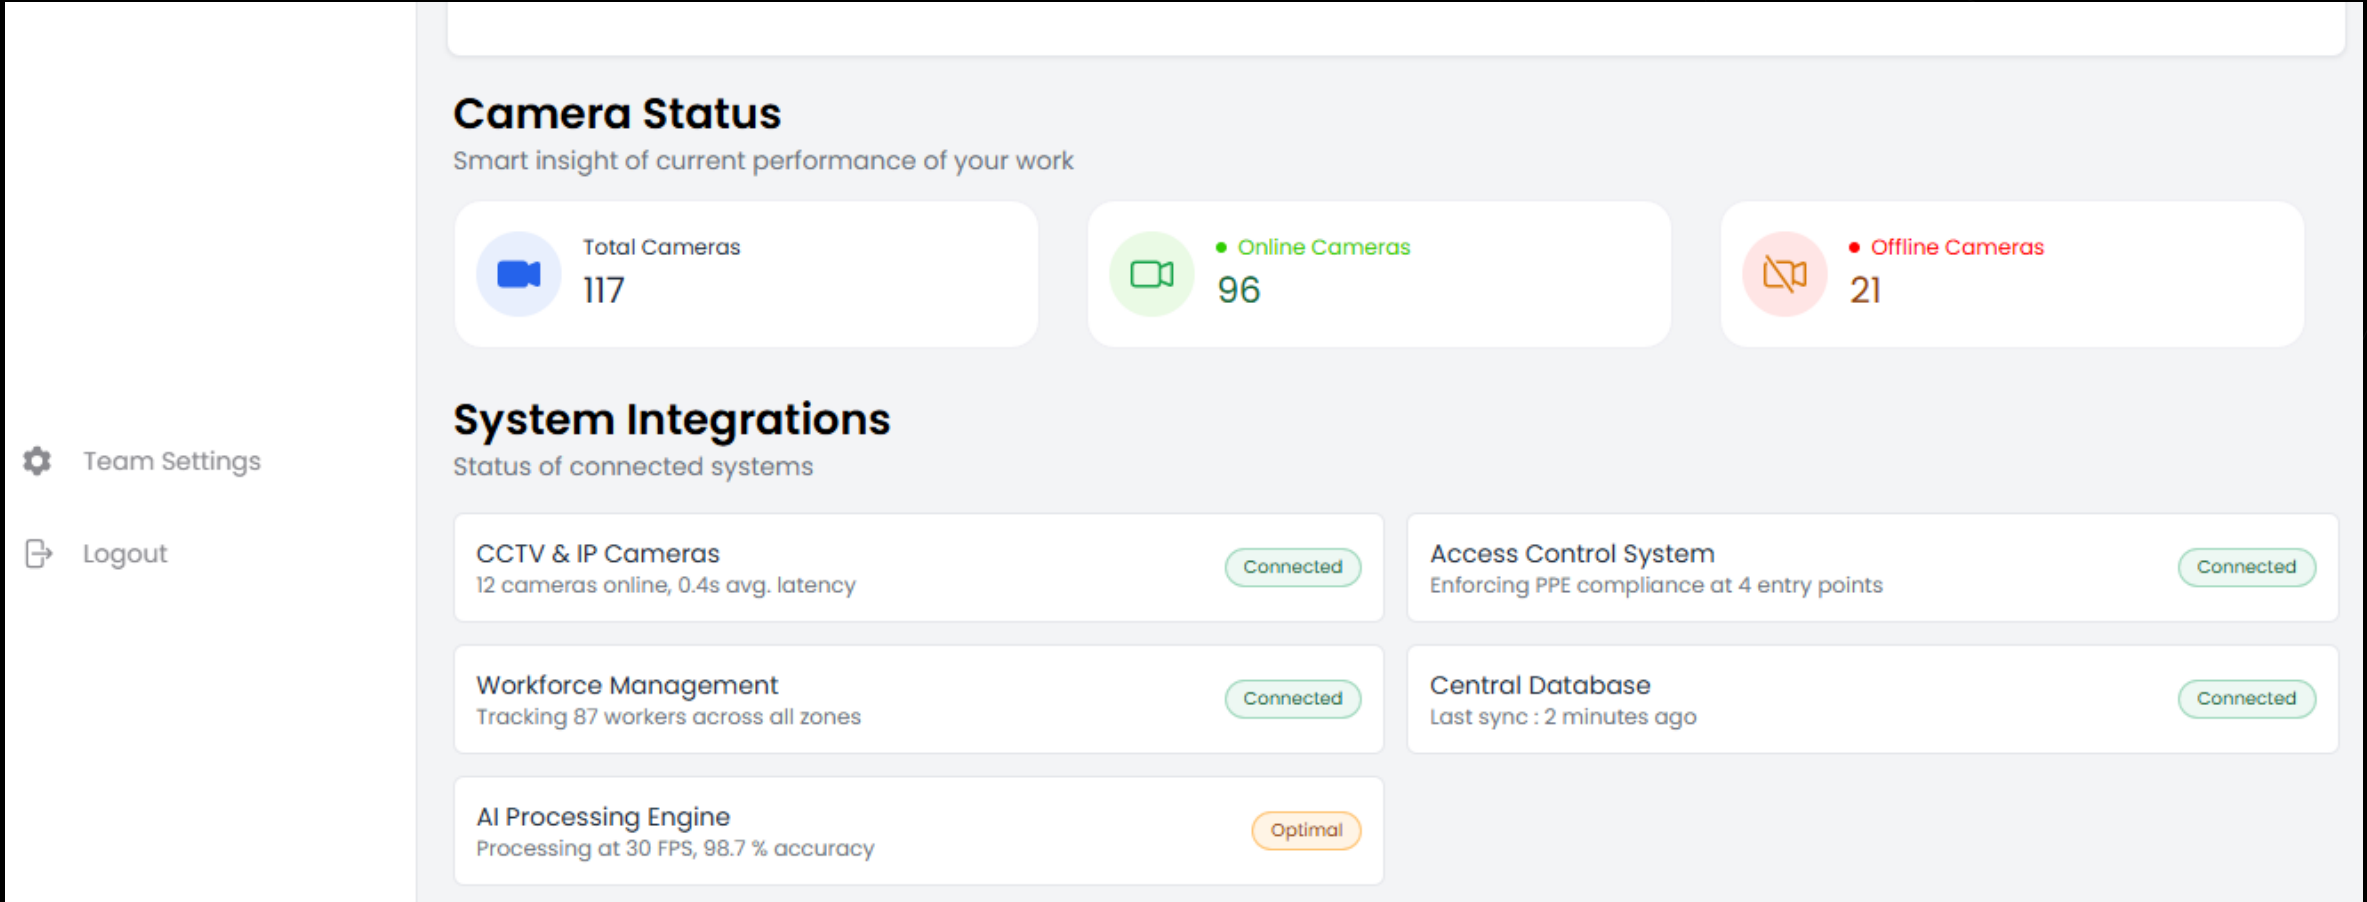 Camera Status
Smart insight of current performance of your work
Total Cameras
117
Online Cameras
96
Offline Cameras
21
System Integrations
Status of connected systems
Team Settings
Logout
CCTV & IP Cameras
12 cameras online, 0.4s avg. latency
Connected
Access Control System
Enforcing PPE compliance at 4 entry points
Connected
Workforce Management
Tracking 87 workers across all zones
Connected
Central Database
Last sync : 2 minutes ago
Connected
AI Processing Engine
Processing at 30 FPS, 98.7 % accuracy
Optimal